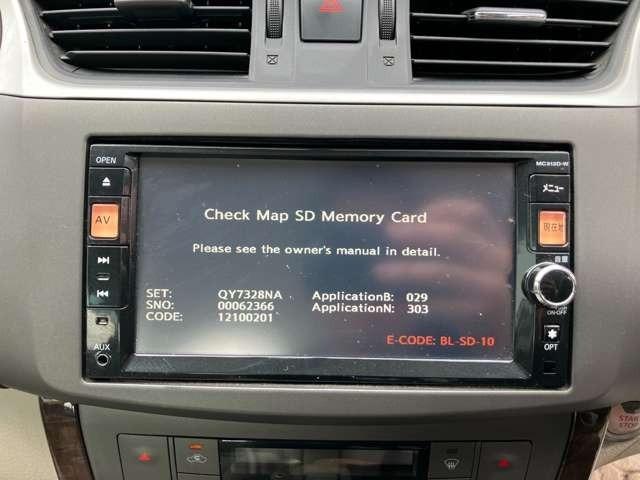 OPEN
MC312D-W
メニュー
AV
現在地
Check Map SD Memory Card
Please see the owner's manual in detail.
音量
SET: QY7328NA ApplicationB: 029
SNO: 00062366 ApplicationN: 303
CODE: 12100201
ON-OFF
E-CODE: BL-SD-10
AUX
OPT
START
STOP